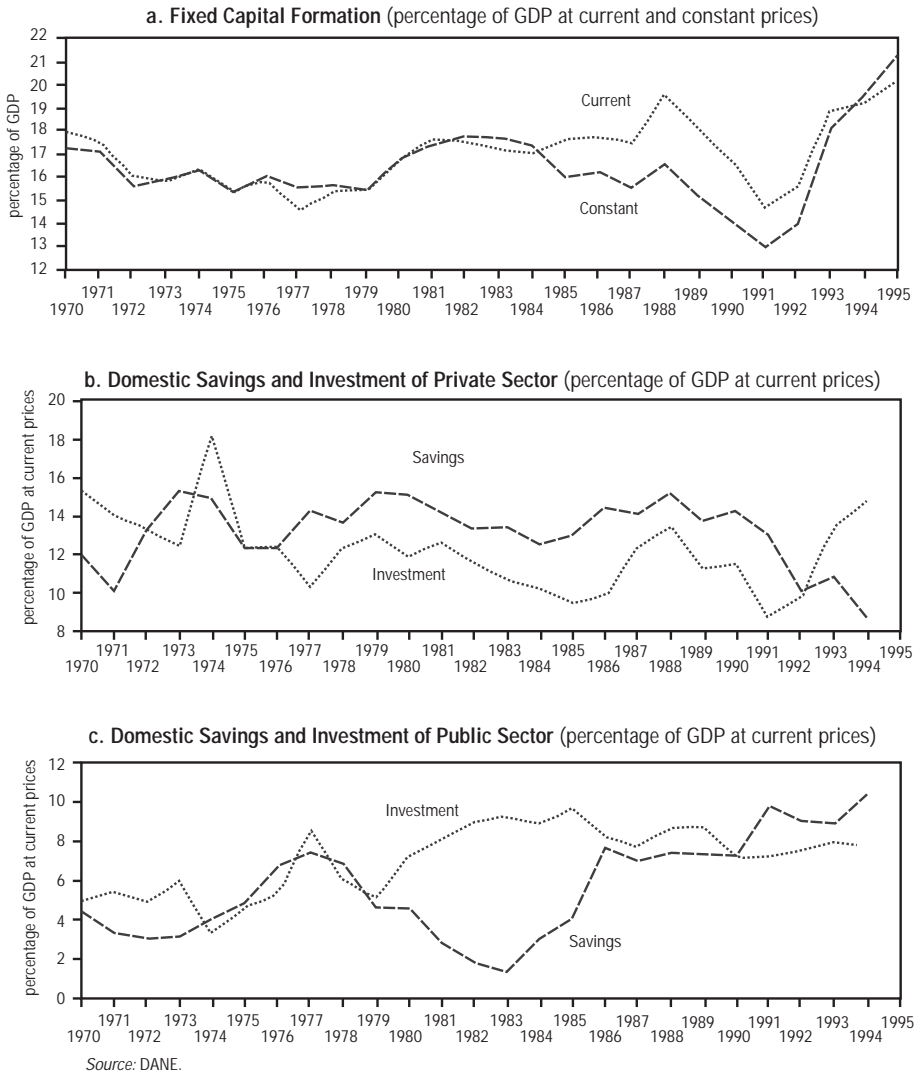 a. Fixed Capital Formation (percentage of GDP at current and constant prices)
percentage of GDP
22
21
20
19
18
17
16
15
14
13
12
Current
Constant
1971 1973 1974 1975 1977 1979 1981 1983 1985 1987 1989 1991 1993 1995
1970 1972 1974 1976 1978 1980 1982 1984 1986 1988 1990 1992 1994
b. Domestic Savings and Investment of Private Sector (percentage of GDP at current prices)
percentage of GDP at current prices
20
18
16
14
12
10
8
Savings
Investment
1971 1973 1975 1977 1979 1981 1983 1985 1987 1989 1991 1993 1995
1970 1972 1974 1976 1978 1980 1982 1984 1986 1988 1990 1992 1994
c. Domestic Savings and Investment of Public Sector (percentage of GDP at current prices)
percentage of GDP at current prices
12
10
8
6
4
2
0
Investment
Savings
1971 1973 1975 1977 1979 1981 1983 1985 1987 1989 1991 1993 1995
1970 1972 1974 1976 1978 1980 1982 1984 1986 1988 1990 1992 1994
Source: DANE.